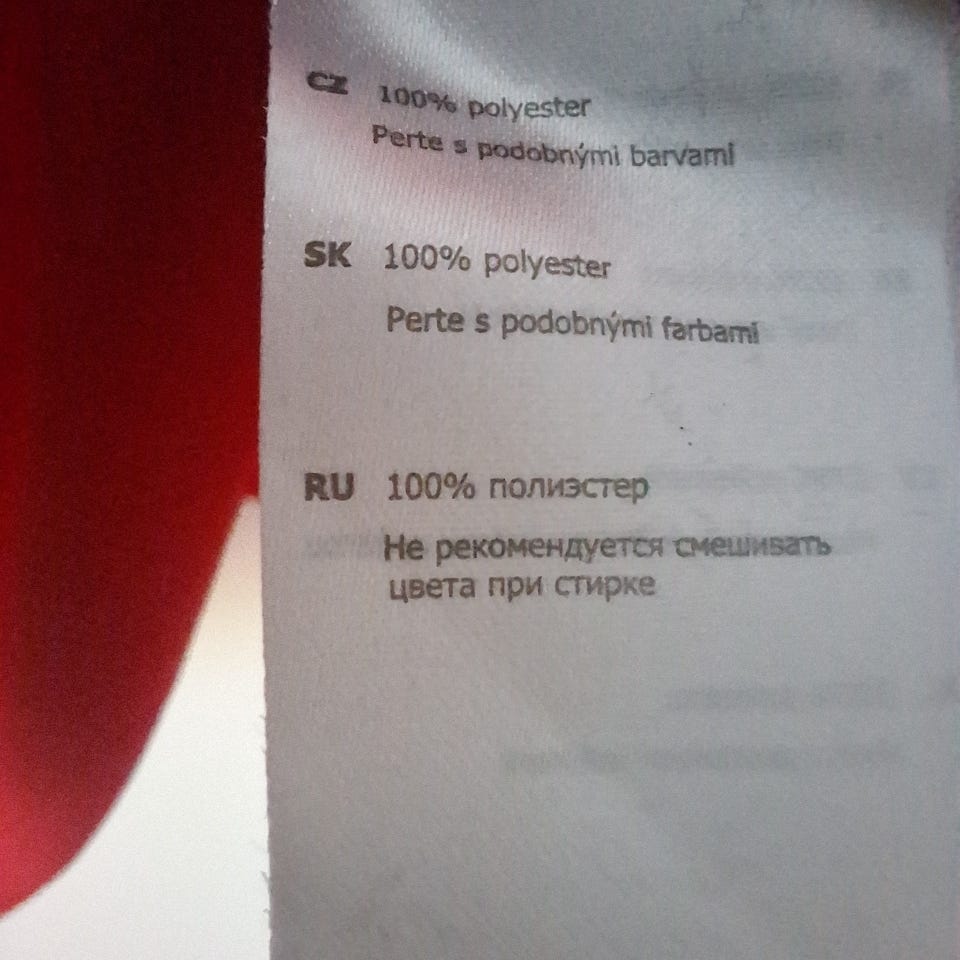 CZ 100% polyester
Perte s podobnými barvami
SK 100% polyester
Perte s podobnými farbami
RU 100% полиэстер
Не рекомендуется смешивать
цвета при стирке